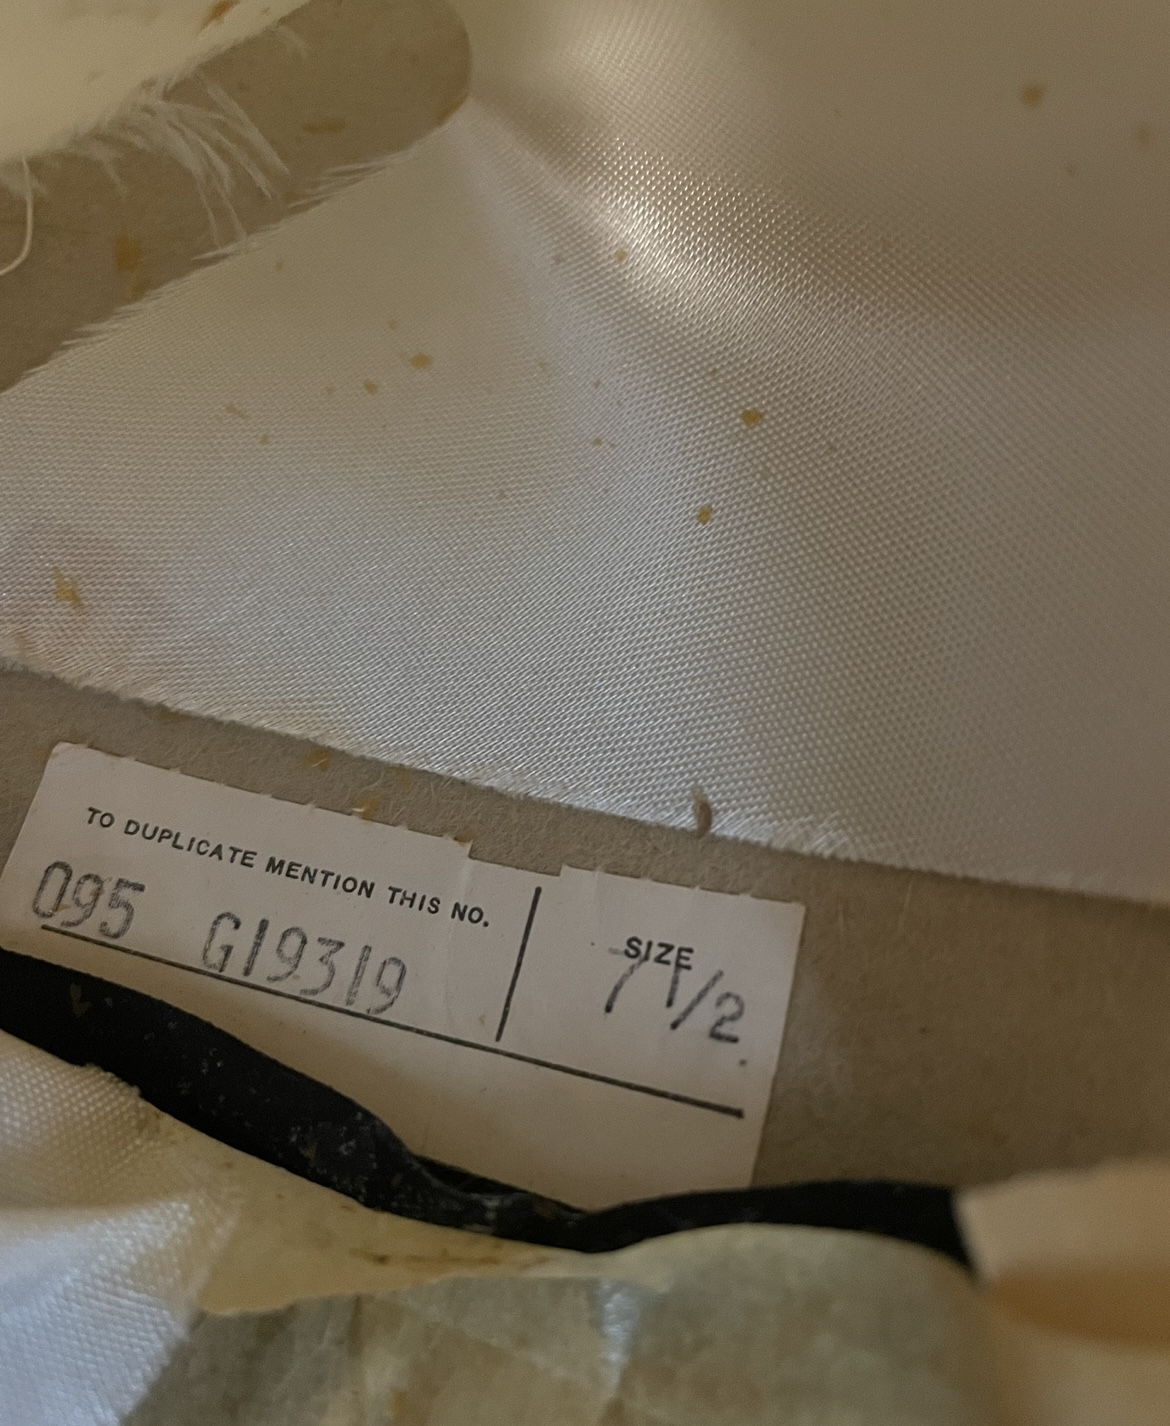 TO DUPLICATE MENTION THIS NO.
095 G19319
SIZE
7 1/2